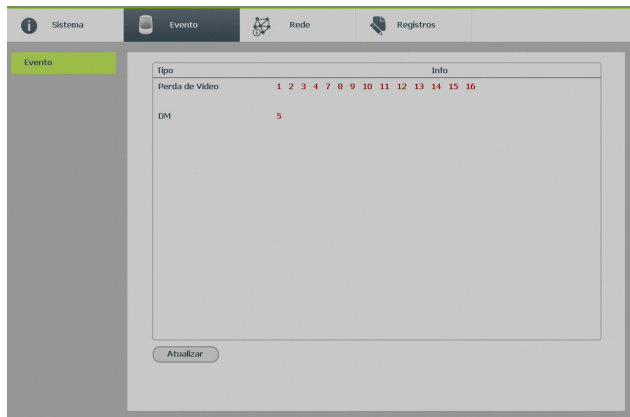 Sistema Evento Rede Registros
Evento
Tipo Info
Perda de Vídeo 1 2 3 4 7 8 9 10 11 12 13 14 15 16
DM 5
Atualizar